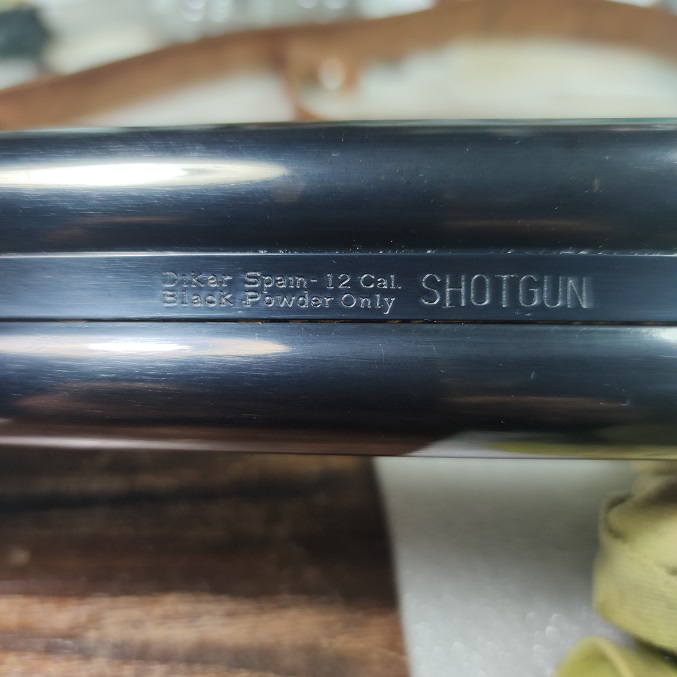 Dikar Spain - 12 Cal. SHOTGUN
Black Powder Only